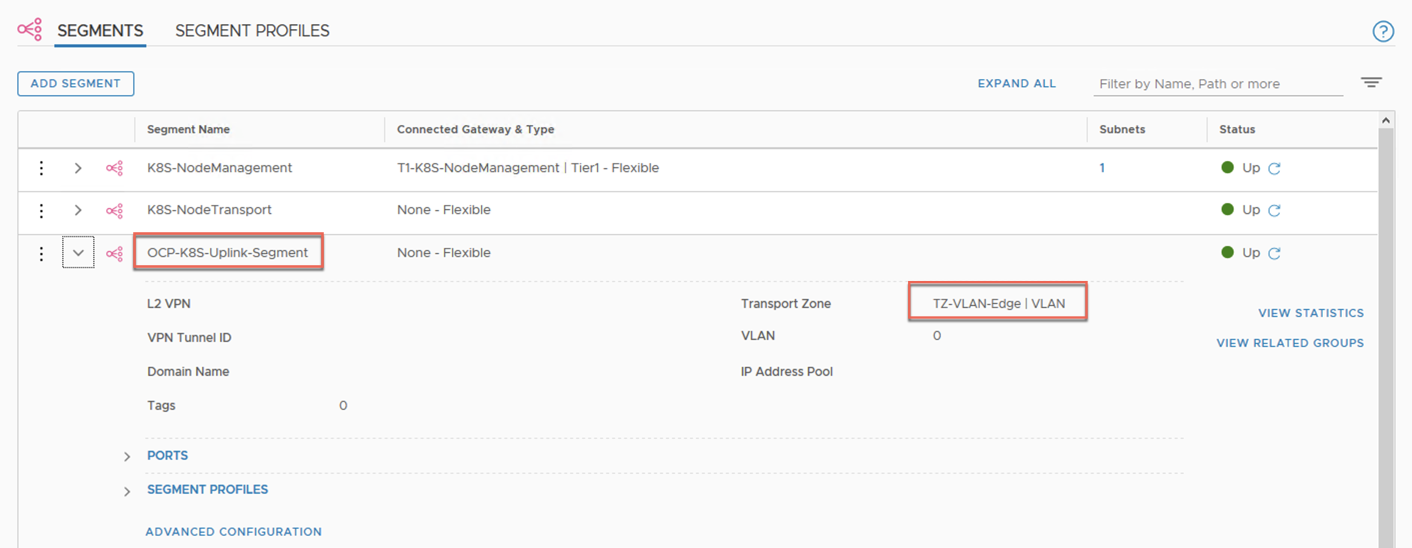 SEGMENTS SEGMENT PROFILES ?
ADD SEGMENT EXPAND ALL Filter by Name, Path or more
Segment Name Connected Gateway & Type Subnets Status
K8S-NodeManagement T1-K8S-NodeManagement | Tier1 - Flexible 1 Up
K8S-NodeTransport None - Flexible Up
OCP-K8S-Uplink-Segment None - Flexible Up
L2 VPN Transport Zone TZ-VLAN-Edge | VLAN
VIEW STATISTICS
VPN Tunnel ID VLAN 0
VIEW RELATED GROUPS
Domain Name IP Address Pool
Tags 0
PORTS
SEGMENT PROFILES
ADVANCED CONFIGURATION